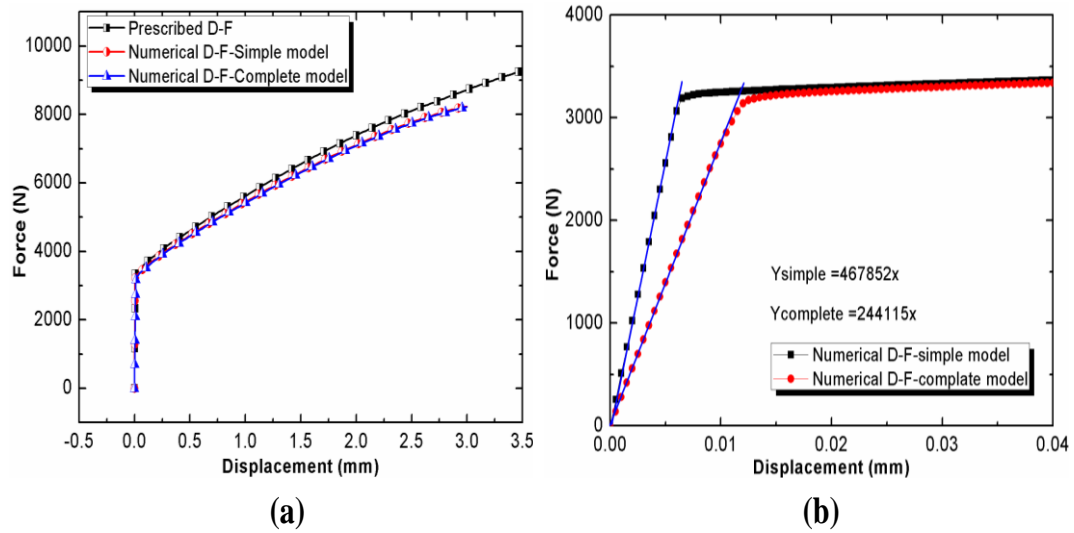 Prescribed D-F
Numerical D-F-Simple model
Numerical D-F-Complete model
Force (N)
10000
8000
6000
4000
2000
0
-0.5 0.0 0.5 1.0 1.5 2.0 2.5 3.0 3.5
Displacement (mm)
(a)
Force (N)
4000
3000
2000
1000
0
Ysimple =467852x
Ycomplete =244115x
Numerical D-F-simple model
Numerical D-F-complate model
0.00 0.01 0.02 0.03 0.04
Displacement (mm)
(b)